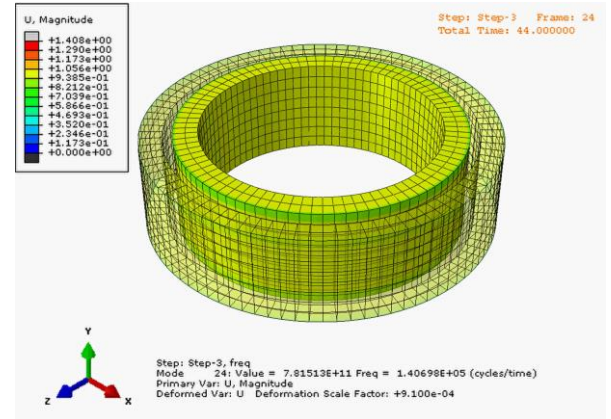 U, Magnitude
+1.408e+00
+1.290e+00
+1.173e+00
+1.056e+00
+9.385e-01
+8.212e-01
+7.039e-01
+5.866e-01
+4.693e-01
+3.520e-01
+2.346e-01
+1.173e-01
+0.000e+00
Step: Step-3 Frame: 24
Total Time: 44.000000
Y
Z X
Step: Step-3, freq
Mode 24: Value = 7.81513E+11 Freq = 1.40698E+05 (cycles/time)
Primary Var: U, Magnitude
Deformed Var: U Deformation Scale Factor: +9.100e-04